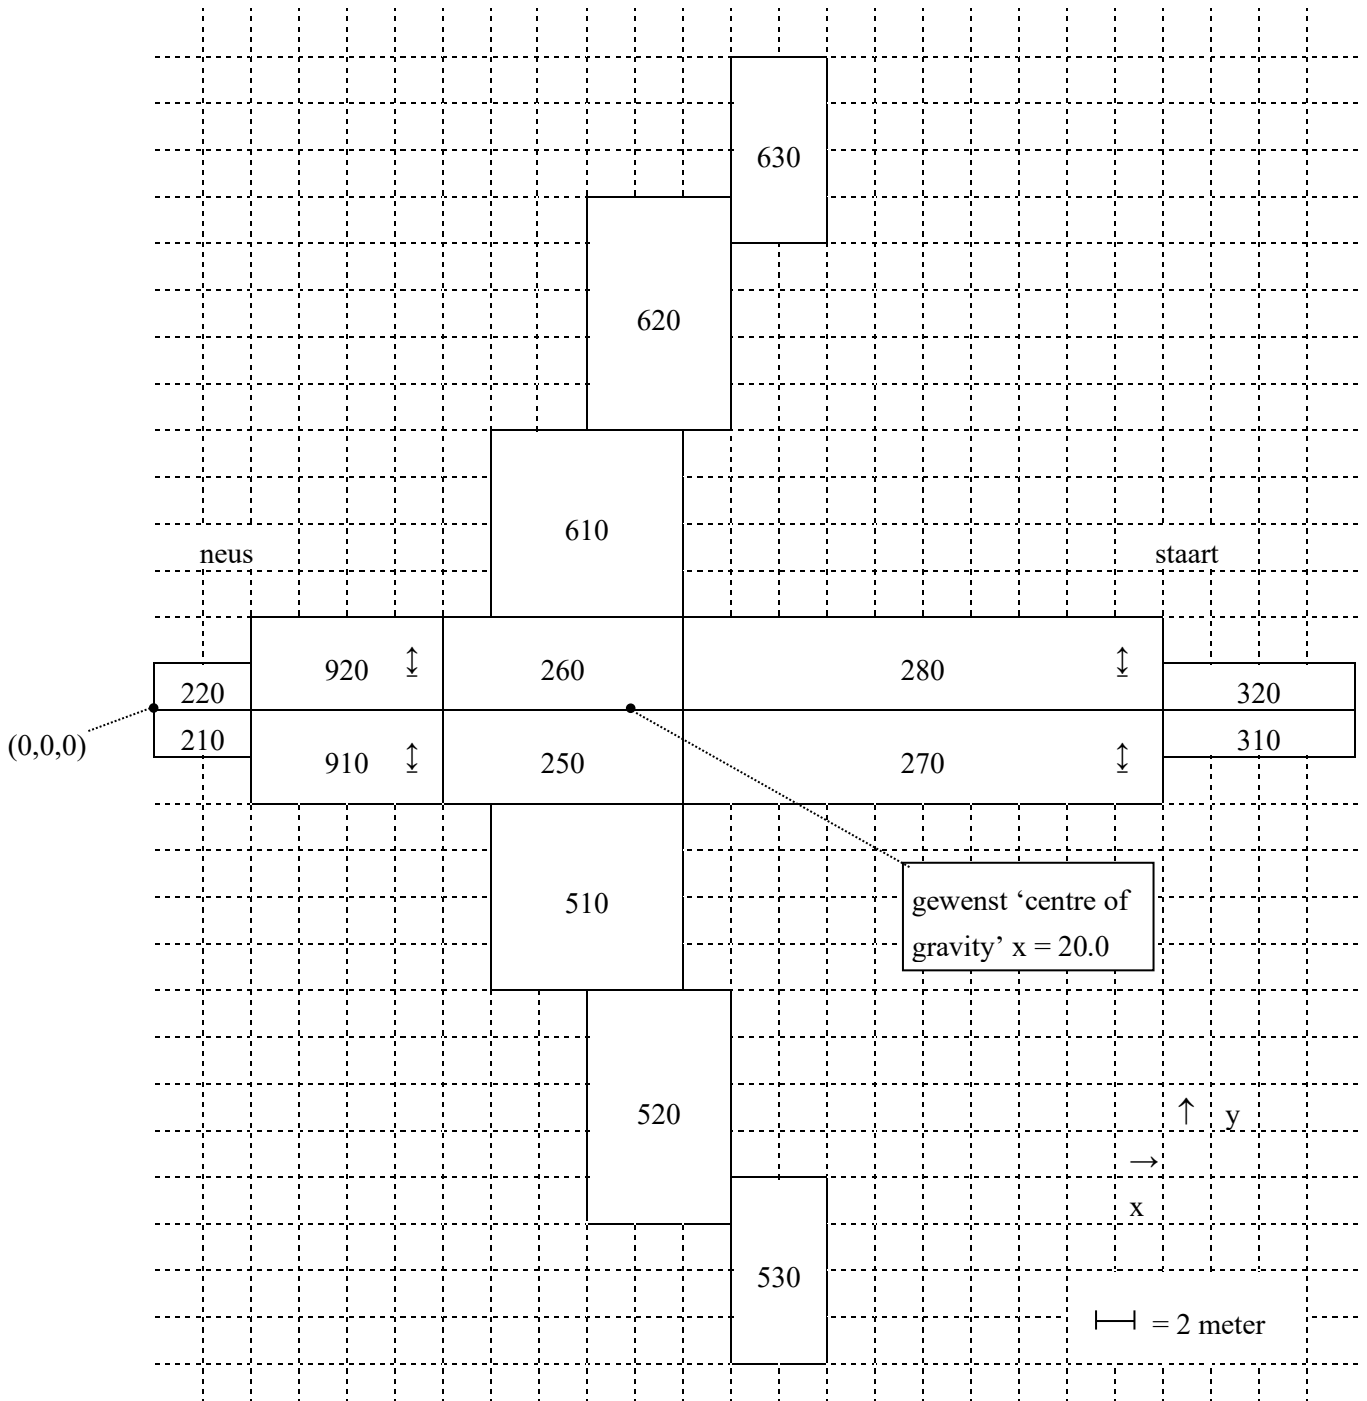 630
620
610
neus
staart
920 ↕
260
280 ↕
220
320
(0,0,0)
210
910 ↕
250
270 ↕
310
510
gewenst ‘centre of
gravity’ x = 20.0
520
↑ y
→
x
530
= 2 meter